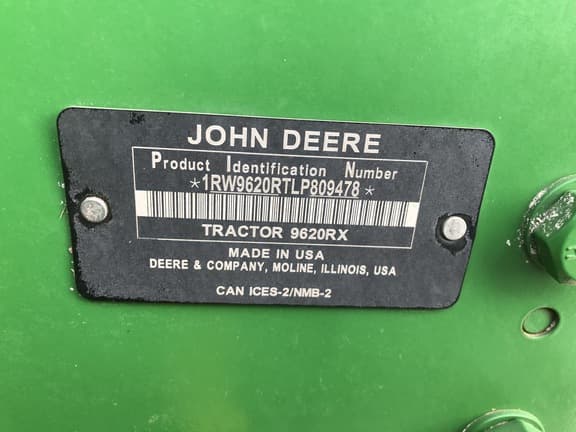 JOHN DEERE
Product Identification Number
*1RW9620RTLP809478*
TRACTOR 9620RX
MADE IN USA
DEERE & COMPANY, MOLINE, ILLINOIS, USA
CAN ICES-2/NMB-2